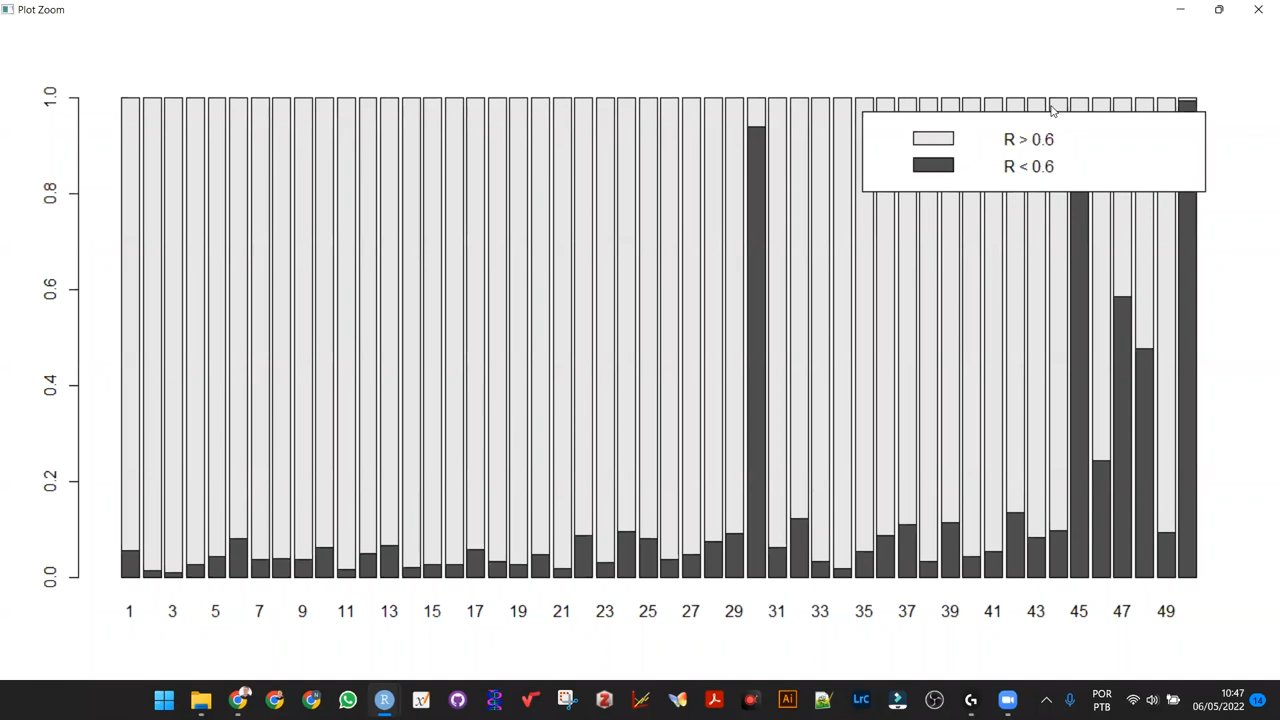 Plot Zoom
1.0
0.8
0.6
0.4
0.2
0.0
R > 0.6
R < 0.6
1 3 5 7 9 11 13 15 17 19 21 23 25 27 29 31 33 35 37 39 41 43 45 47 49
Ai
LrC
POR
PTB
10:47
06/05/2022